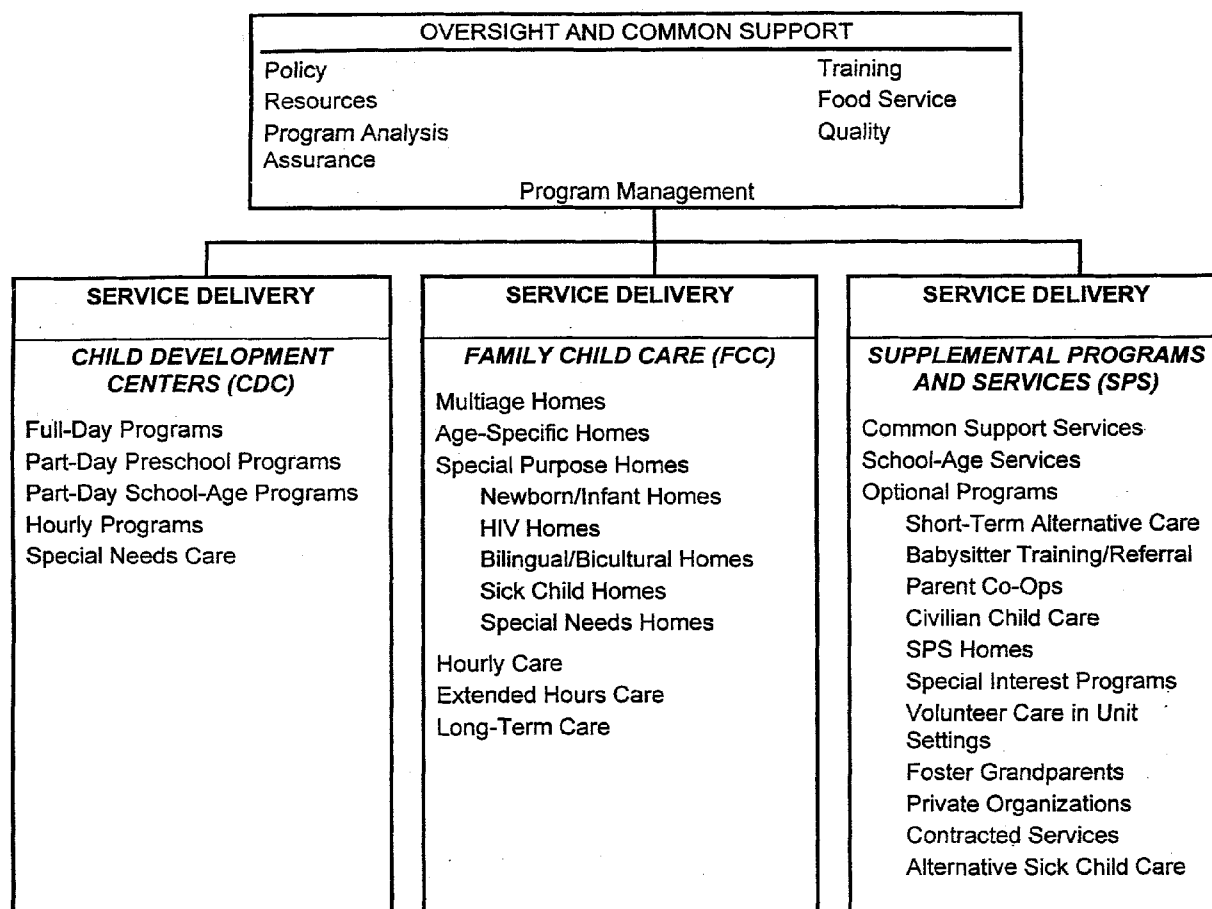 OVERSIGHT AND COMMON SUPPORT
Policy
Training
Resources
Food Service
Program Analysis
Quality
Assurance
Program Management
SERVICE DELIVERY
CHILD DEVELOPMENT
CENTERS (CDC)
Full-Day Programs
Part-Day Preschool Programs
Part-Day School-Age Programs
Hourly Programs
Special Needs Care
SERVICE DELIVERY
FAMILY CHILD CARE (FCC)
Multiage Homes
Age-Specific Homes
Special Purpose Homes
Newborn/Infant Homes
HIV Homes
Bilingual/Bicultural Homes
Sick Child Homes
Special Needs Homes
Hourly Care
Extended Hours Care
Long-Term Care
SERVICE DELIVERY
SUPPLEMENTAL PROGRAMS
AND SERVICES (SPS)
Common Support Services
School-Age Services
Optional Programs
Short-Term Alternative Care
Babysitter Training/Referral
Parent Co-Ops
Civilian Child Care
SPS Homes
Special Interest Programs
Volunteer Care in Unit
Settings
Foster Grandparents
Private Organizations
Contracted Services
Alternative Sick Child Care